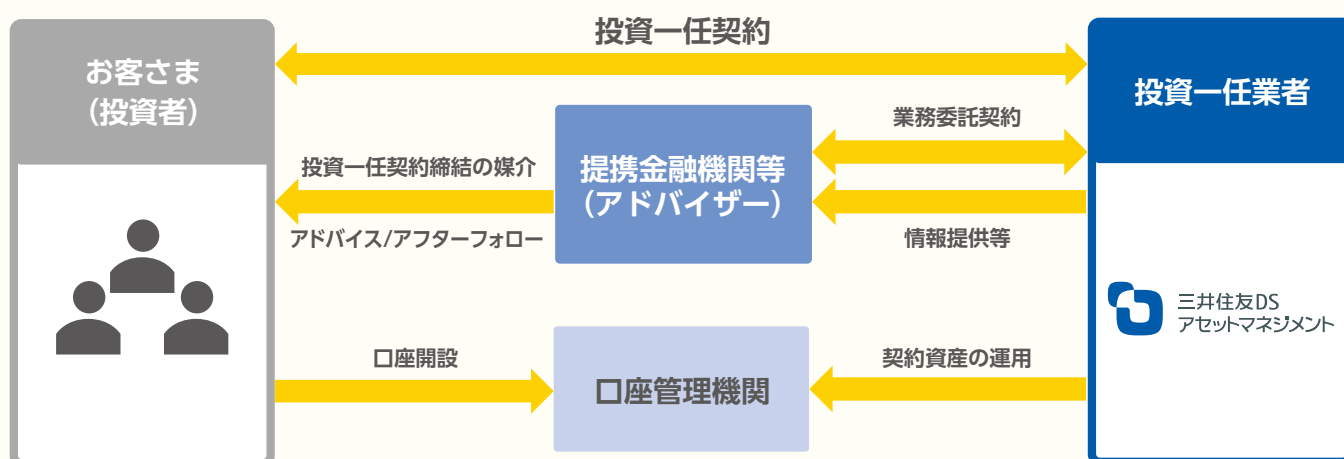 投資一任契約
お客さま
(投資者)
投資一任業者
業務委託契約
提携金融機関等
(アドバイザー)
投資一任契約締結の媒介
アドバイス/アフターフォロー
情報提供等
三井住友DS
アセットマネジメント
口座開設
口座管理機関
契約資産の運用